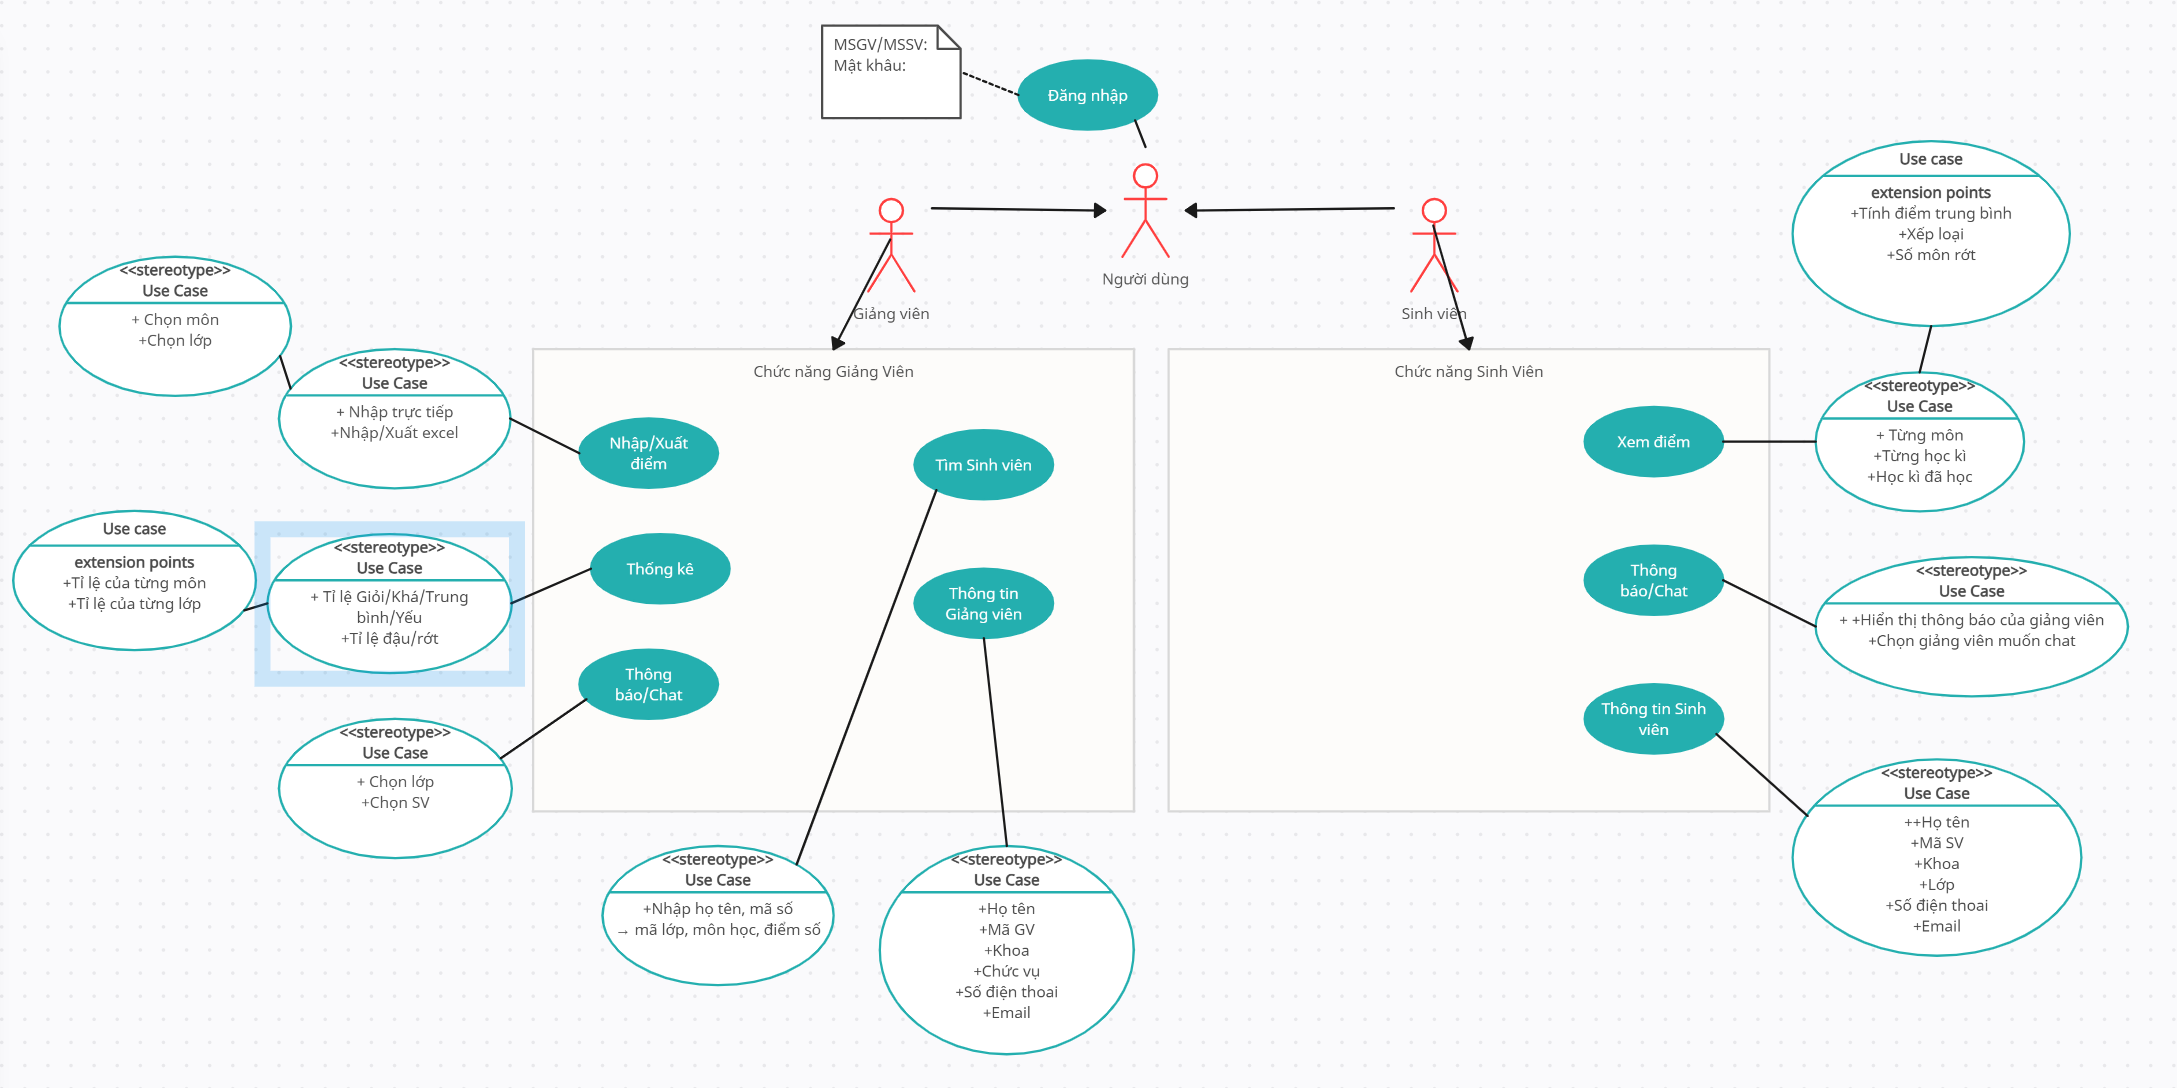 MSGV/MSSV:
Mật khâu:
Đăng nhập
Người dùng
Giảng viên
Sinh viên
Use case
extension points
+Tính điểm trung bình
+Xếp loại
+Số môn rớt
<<stereotype>>
Use Case
+ Chọn môn
+Chọn lớp
<<stereotype>>
Use Case
+ Nhập trực tiếp
+Nhập/Xuất excel
Chức năng Giảng Viên
Nhập/Xuất
điểm
Tìm Sinh viên
Thống kê
Thông tin
Giảng viên
Thông
báo/Chat
Use case
extension points
+Tỉ lệ của từng môn
+Tỉ lệ của từng lớp
<<stereotype>>
Use Case
+ Tỉ lệ Giỏi/Khá/Trung
bình/Yếu
+Tỉ lệ đậu/rớt
<<stereotype>>
Use Case
+ Chọn lớp
+Chọn SV
<<stereotype>>
Use Case
+Nhập họ tên, mã số
→ mã lớp, môn học, điểm số
<<stereotype>>
Use Case
+Họ tên
+Mã GV
+Khoa
+Chức vụ
+Số điện thoai
+Email
Chức năng Sinh Viên
Xem điểm
Thông
báo/Chat
Thông tin Sinh
viên
<<stereotype>>
Use Case
+ Từng môn
+Từng học kì
+Học kì đã học
<<stereotype>>
Use Case
+ +Hiển thị thông báo của giảng viên
+Chọn giảng viên muốn chat
<<stereotype>>
Use Case
++Họ tên
+Mã SV
+Khoa
+Lớp
+Số điện thoai
+Email